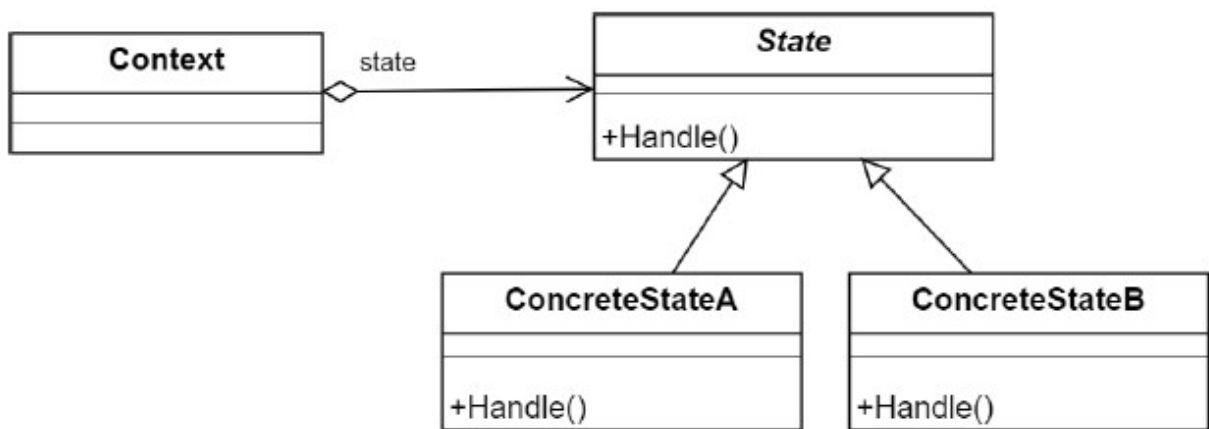 Context
state
State
+Handle()
ConcreteStateA
+Handle()
ConcreteStateB
+Handle()